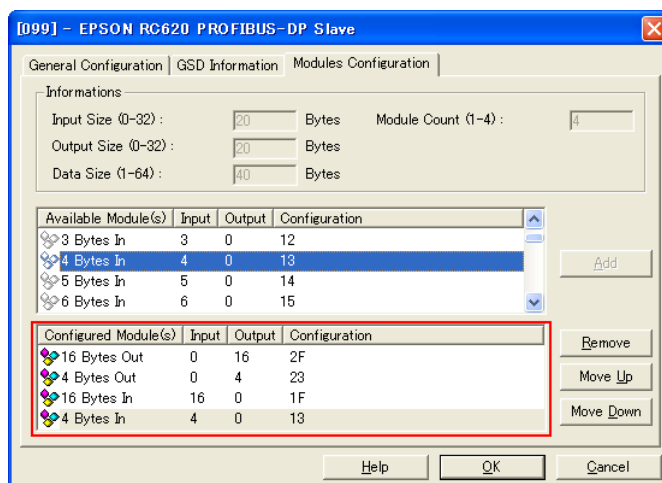 [099] - EPSON RC620 PROFIBUS-DP Slave
General Configuration GSD Information Modules Configuration
Informations
Input Size (0-32) : 20 Bytes Module Count (1-4) : 4
Output Size (0-32) : 20 Bytes
Data Size (1-64) : 40 Bytes
Available Module(s) Input Output Configuration
3 Bytes In 3 0 12
4 Bytes In 4 0 13
5 Bytes In 5 0 14
6 Bytes In 6 0 15
Add
Configured Module(s) Input Output Configuration
16 Bytes Out 0 16 2F
4 Bytes Out 0 4 23
16 Bytes In 16 0 1F
4 Bytes In 4 0 13
Remove
Move Up
Move Down
Help OK Cancel